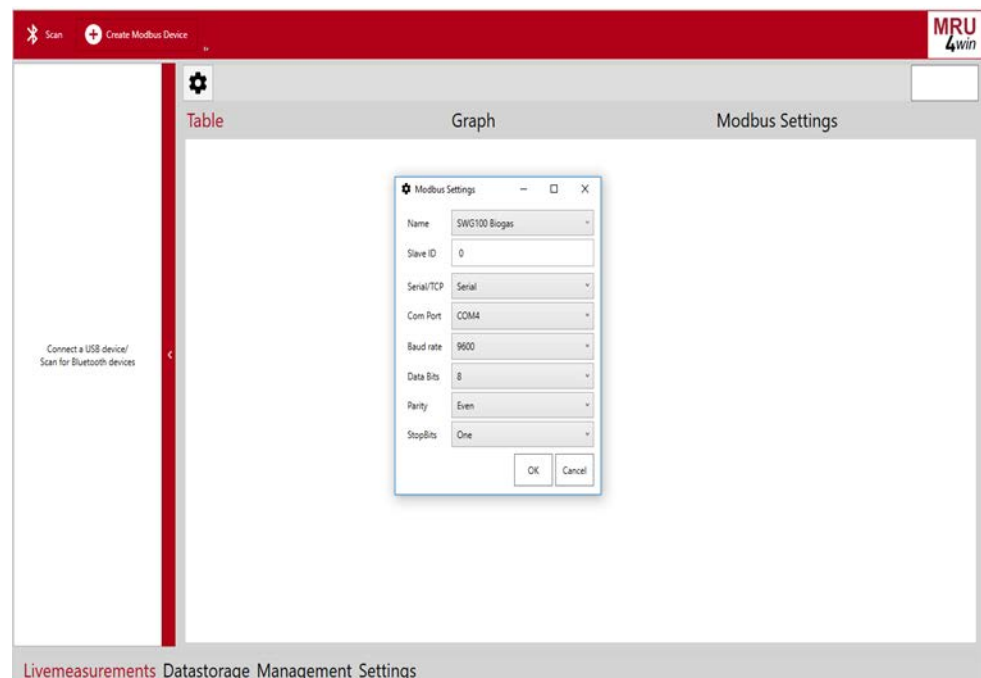 Scan Create Modbus Device
MRU
4win
Table Graph Modbus Settings
Modbus Settings
Name SWG100 Biogas
Slave ID 0
Serial/TCP Serial
Com Port COM4
Baud rate 9600
Data Bits 8
Parity Even
StopBits One
OK Cancel
Connect a USB device/
Scan for Bluetooth devices
Livemeasurements Datastorage Management Settings